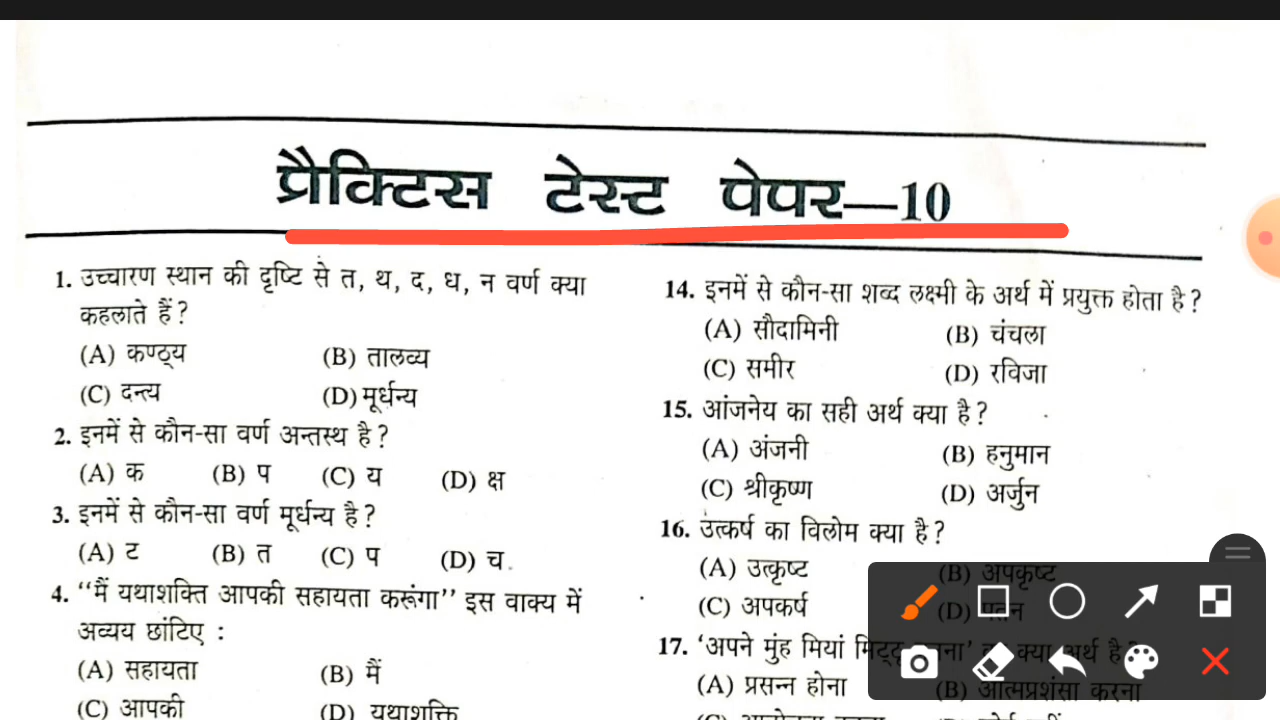 प्रैक्टिस टेस्ट पेपर—10
1. उच्चारण स्थान की दृष्टि से त, थ, द, ध, न वर्ण क्या
कहलाते हैं?
(A) कण्ठ्य (B) तालव्य
(C) दन्त्य (D) मूर्धन्य
2. इनमें से कौन-सा वर्ण अन्तस्थ है?
(A) क (B) प (C) य (D) क्ष
3. इनमें से कौन-सा वर्ण मूर्धन्य है?
(A) ट (B) त (C) प (D) च
4. ‘‘मैं यथाशक्ति आपकी सहायता करूंगा’’ इस वाक्य में
अव्यय छांटिए :
(A) सहायता (B) मैं
(C) आपकी (D) यथाशक्ति
14. इनमें से कौन-सा शब्द लक्ष्मी के अर्थ में प्रयुक्त होता है?
(A) सौदामिनी (B) चंचला
(C) समीर (D) रविजा
15. आंजनेय का सही अर्थ क्या है?
(A) अंजनी (B) हनुमान
(C) श्रीकृष्ण (D) अर्जुन
16. उत्कर्ष का विलोम क्या है?
(A) उत्कृष्ट (B) अपकृष्ट
(C) अपकर्ष (D) पतन
17. ‘अपने मुंह मियां मिट्ठू क्या अर्थ है
(A) प्रसन्न होना (B) आत्मप्रशंसा करना